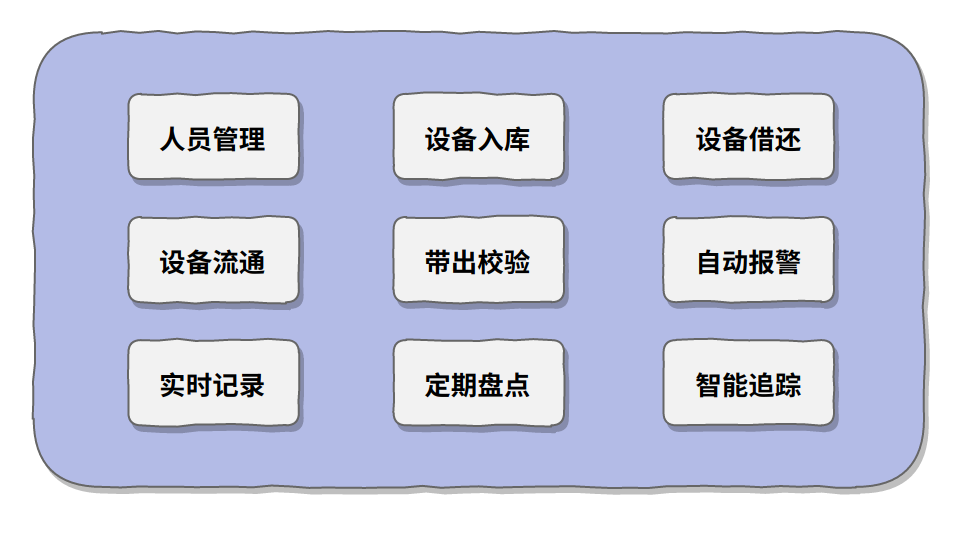 人员管理
设备入库
设备借还
设备流通
带出校验
自动报警
实时记录
定期盘点
智能追踪